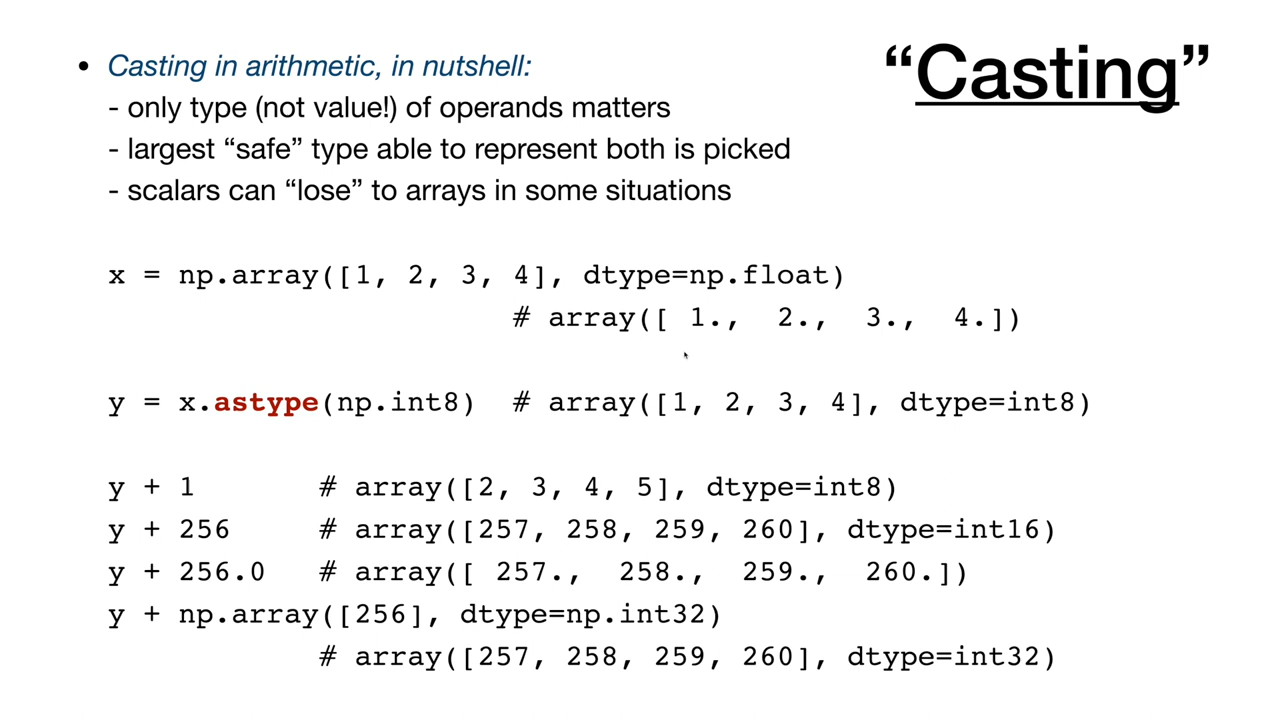 “Casting”
• Casting in arithmetic, in nutshell:
- only type (not value!) of operands matters
- largest “safe” type able to represent both is picked
- scalars can “lose” to arrays in some situations
x = np.array([1, 2, 3, 4], dtype=np.float)
# array([ 1.,  2.,  3.,  4.])
y = x.astype(np.int8)  # array([1, 2, 3, 4], dtype=int8)
y + 1       # array([2, 3, 4, 5], dtype=int8)
y + 256     # array([257, 258, 259, 260], dtype=int16)
y + 256.0   # array([ 257.,  258.,  259.,  260.])
y + np.array([256], dtype=np.int32)
# array([257, 258, 259, 260], dtype=int32)